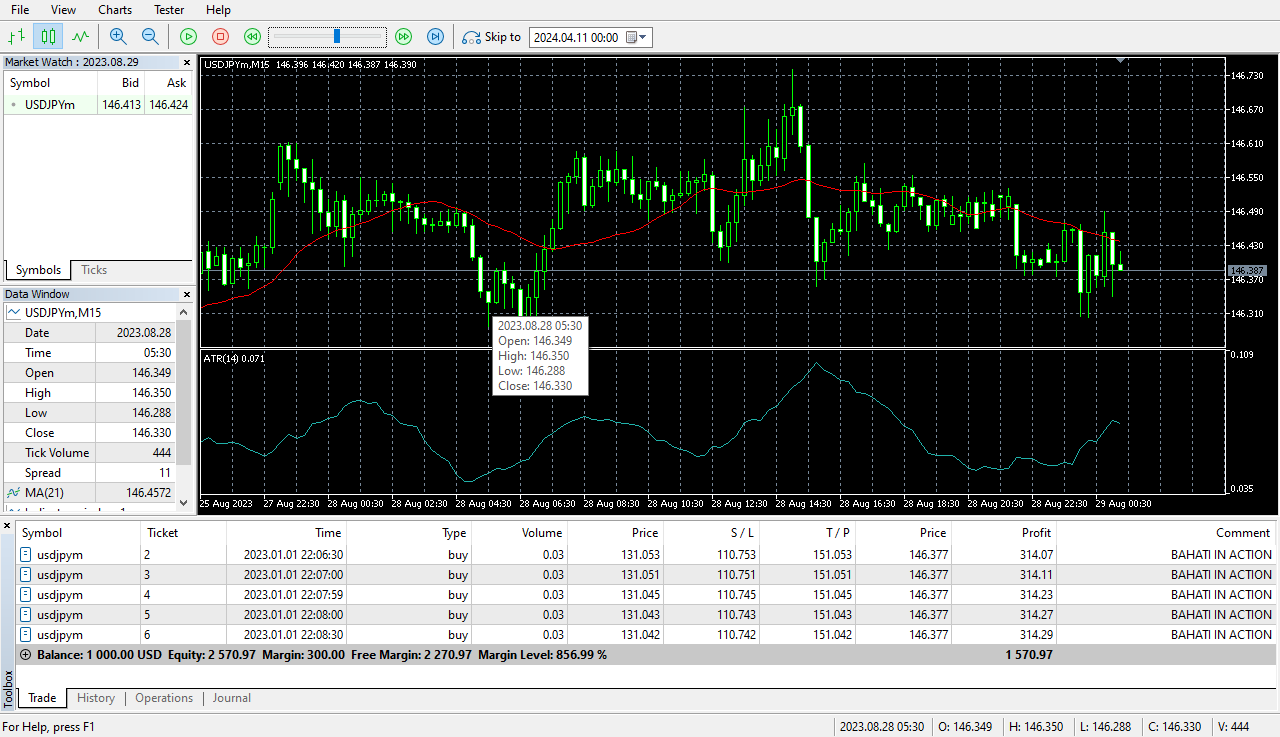 File View Charts Tester Help
Skip to 2024.04.11 00:00
Market Watch : 2023.08.29
Symbol Bid Ask
USDJPYm 146.413 146.424
Symbols Ticks
Data Window
USDJPYm,M15
Date 2023.08.28
Time 05:30
Open 146.349
High 146.350
Low 146.288
Close 146.330
Tick Volume 444
Spread 11
MA(21) 146.4572
USDJPYm,M15 146.396 146.420 146.387 146.390
146.730
146.670
146.610
146.550
146.490
146.430
146.387
146.370
146.310
2023.08.28 05:30
Open: 146.349
High: 146.350
Low: 146.288
Close: 146.330
ATR(14) 0.071
0.109
0.035
25 Aug 2023 27 Aug 22:30 28 Aug 00:30 28 Aug 02:30 28 Aug 04:30 28 Aug 06:30 28 Aug 08:30 28 Aug 10:30 28 Aug 12:30 28 Aug 14:30 28 Aug 16:30 28 Aug 18:30 28 Aug 20:30 28 Aug 22:30 29 Aug 00:30
Symbol Ticket Time Type Volume Price S / L T / P Price Profit Comment
usdjpym 2 2023.01.01 22:06:30 buy 0.03 131.053 110.753 151.053 146.377 314.07 BAHATI IN ACTION
usdjpym 3 2023.01.01 22:07:00 buy 0.03 131.051 110.751 151.051 146.377 314.11 BAHATI IN ACTION
usdjpym 4 2023.01.01 22:07:59 buy 0.03 131.045 110.745 151.045 146.377 314.23 BAHATI IN ACTION
usdjpym 5 2023.01.01 22:08:00 buy 0.03 131.043 110.743 151.043 146.377 314.27 BAHATI IN ACTION
usdjpym 6 2023.01.01 22:08:30 buy 0.03 131.042 110.742 151.042 146.377 314.29 BAHATI IN ACTION
Balance: 1 000.00 USD Equity: 2 570.97 Margin: 300.00 Free Margin: 2 270.97 Margin Level: 856.99 % 1 570.97
Toolbox
Trade History Operations Journal
For Help, press F1 2023.08.28 05:30 O: 146.349 H: 146.350 L: 146.288 C: 146.330 V: 444